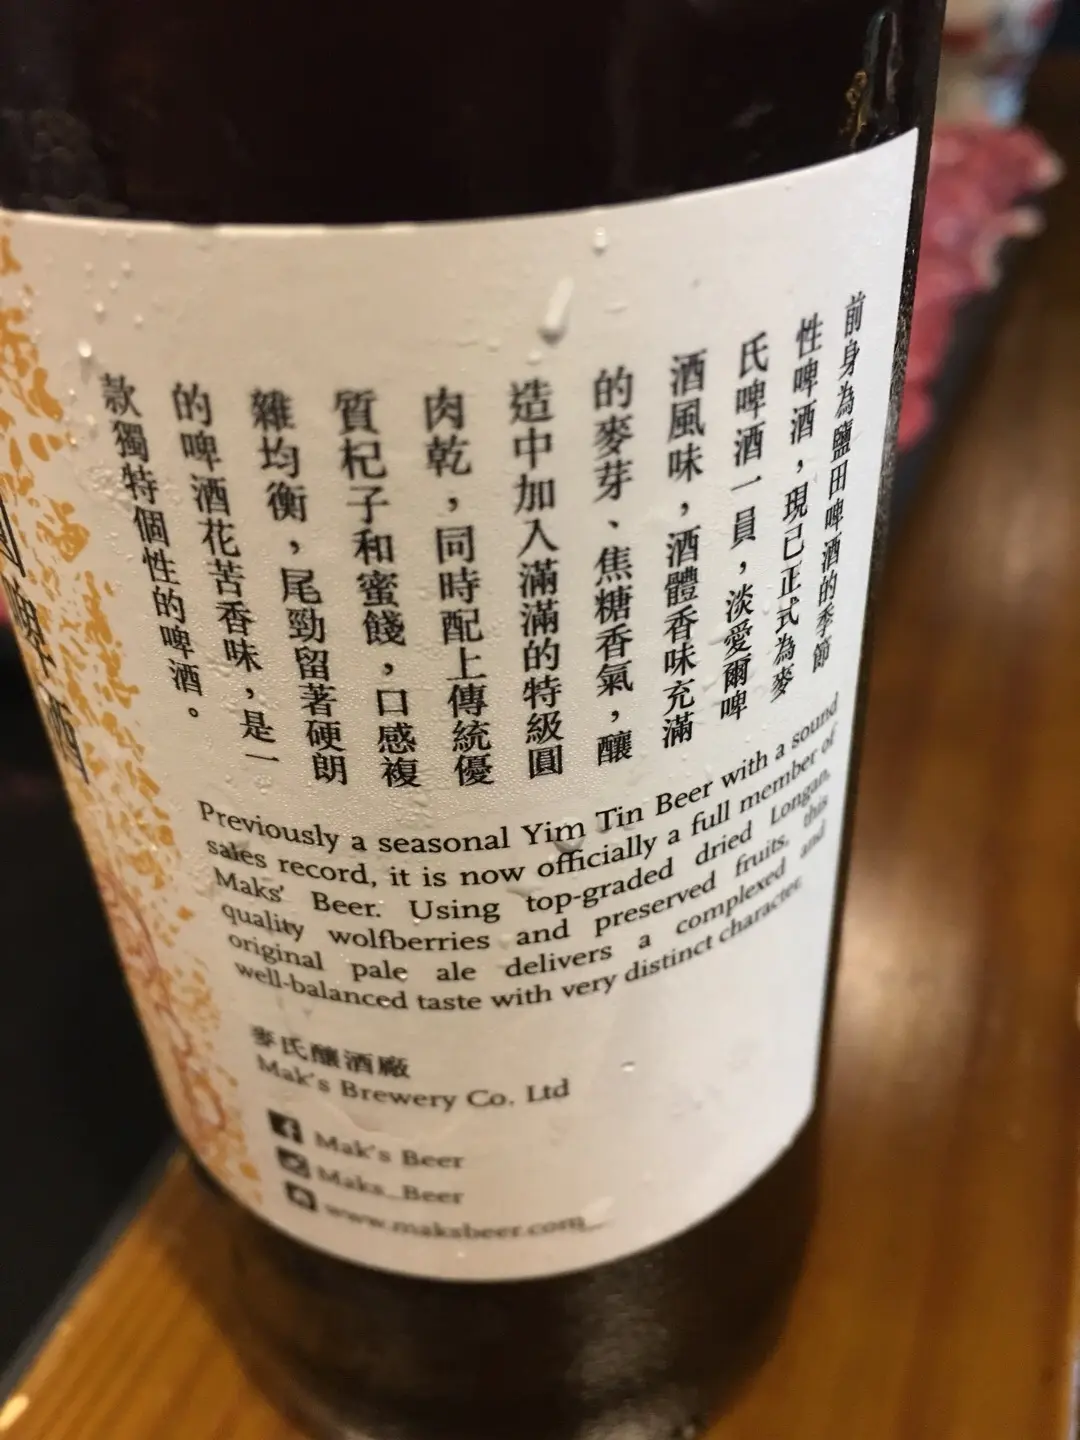 前身為鹽田啤酒的季節
性啤酒，現已正式為麥
氏啤酒一員，淡愛爾啤
酒風味，酒體香味充滿
的麥芽、焦糖香氣，釀
造中加入滿滿的特級圓
肉乾，同時配上傳統優
質杞子和蜜餞，口感複
雜均衡，尾勁留著硬朗
的啤酒花苦香味，是一
款獨特個性的啤酒。
Previously a seasonal Yim Tin Beer with a sound
sales record, it is now officially a full member of
Maks' Beer. Using top-graded dried Longan,
quality wolfberries and preserved fruits, this
original pale ale delivers a complexed and
well-balanced taste with very distinct character.
麥氏釀酒廠
Mak's Brewery Co. Ltd
Mak's Beer
Maks_Beer
www.maksbeer.com
啤酒